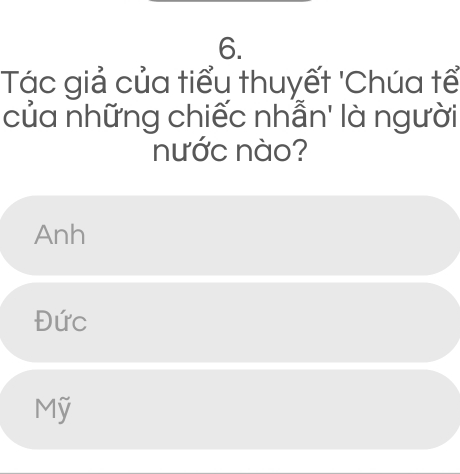 6.
Tác giả của tiểu thuyết 'Chúa tể
của những chiếc nhẫn' là người
nước nào?
Anh
Đức
Mỹ